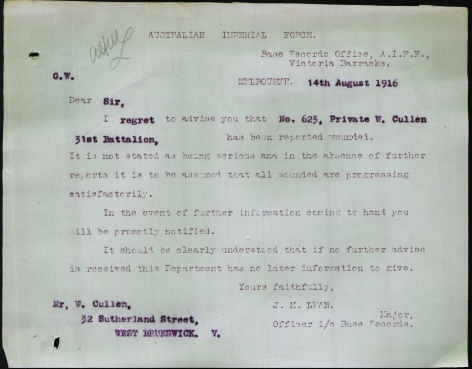 AUSTRALIAN IMPERIAL FORCE.
Base Records Office, A.I.F.,
Victoria Barracks.
G.W.
MELBOURNE. 14th August 1916
Dear Sir,
I regret to advise you that No. 623, Private W. Cullen
31st Battalion, has been reported wounded.
It is not stated as being serious and in the absence of further
reports it is to be assumed that all wounded are progressing
satisfactorily.
In the event of further information coming to hand you
will be promptly notified.
It should be clearly understood that if no further advice
is received this Department has no later information to give.
Yours faithfully,
Mr. W. Cullen,
32 Sutherland Street,
WEST BRUNSWICK. V.
J. M. LEAN.
Major,
Officer i/c Base Records.